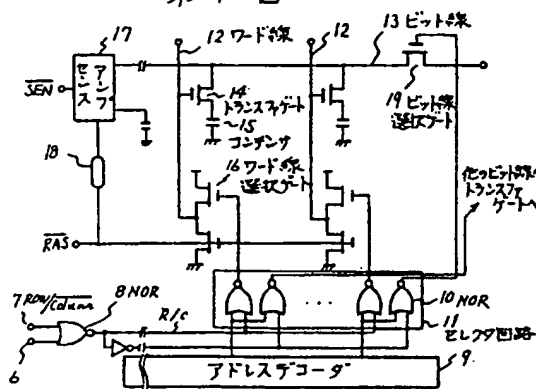 17
センス
アンプ
SEN
18
RAS
12 ワード線
12
13 ビット線
14
トランスファゲート
15
コンデンサ
16 ワード線
選択ゲート
19 ビット線
選択ゲート
他のビット線の
トランスファ
ゲートへ
7 Row/Column
8 NOR
R/C
6
...
10 NOR
11
セレクタ回路
アドレスデコーダ
9